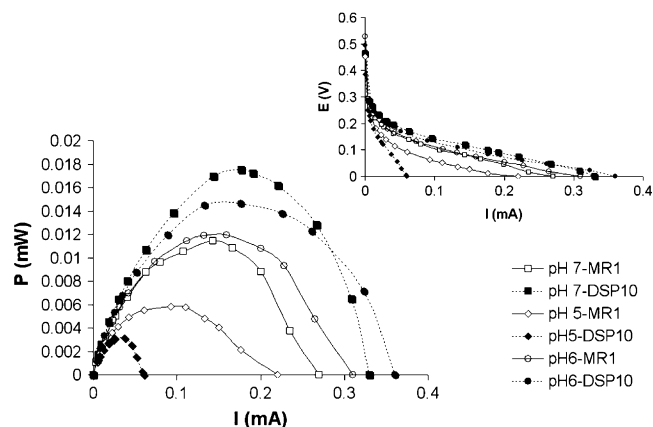 E (V)
0.6
0.5
0.4
0.3
0.2
0.1
0
0 0.1 0.2 0.3 0.4
I (mA)
P (mW)
0.02
0.018
0.016
0.014
0.012
0.01
0.008
0.006
0.004
0.002
0
0 0.1 0.2 0.3 0.4
I (mA)
pH 7-MR1
pH 7-DSP10
pH 5-MR1
pH5-DSP10
pH6-MR1
pH6-DSP10